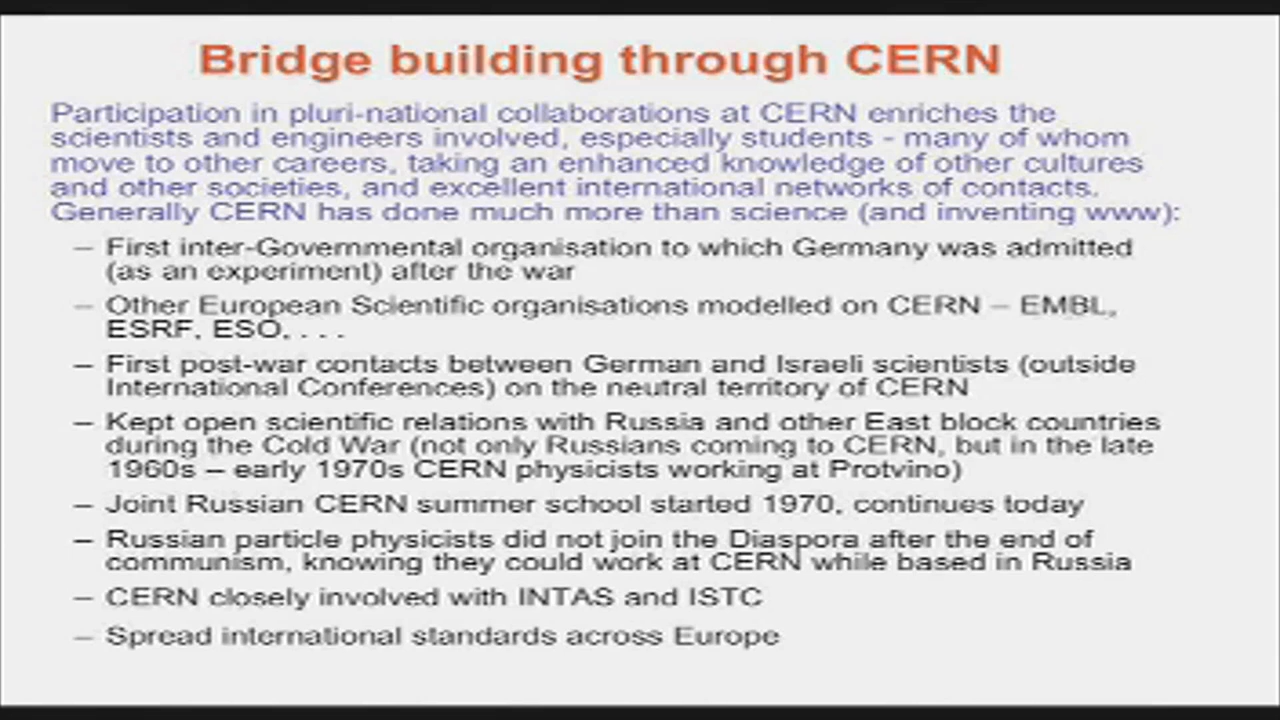 Bridge building through CERN
Participation in pluri-national collaborations at CERN enriches the
scientists and engineers involved, especially students - many of whom
move to other careers, taking an enhanced knowledge of other cultures
and other societies, and excellent international networks of contacts.
Generally CERN has done much more than science (and inventing www):
– First inter-Governmental organisation to which Germany was admitted
(as an experiment) after the war
– Other European Scientific organisations modelled on CERN – EMBL,
ESRF, ESO, . . .
– First post-war contacts between German and Israeli scientists (outside
International Conferences) on the neutral territory of CERN
– Kept open scientific relations with Russia and other East block countries
during the Cold War (not only Russians coming to CERN, but in the late
1960s – early 1970s CERN physicists working at Protvino)
– Joint Russian CERN summer school started 1970, continues today
– Russian particle physicists did not join the Diaspora after the end of
communism, knowing they could work at CERN while based in Russia
– CERN closely involved with INTAS and ISTC
– Spread international standards across Europe